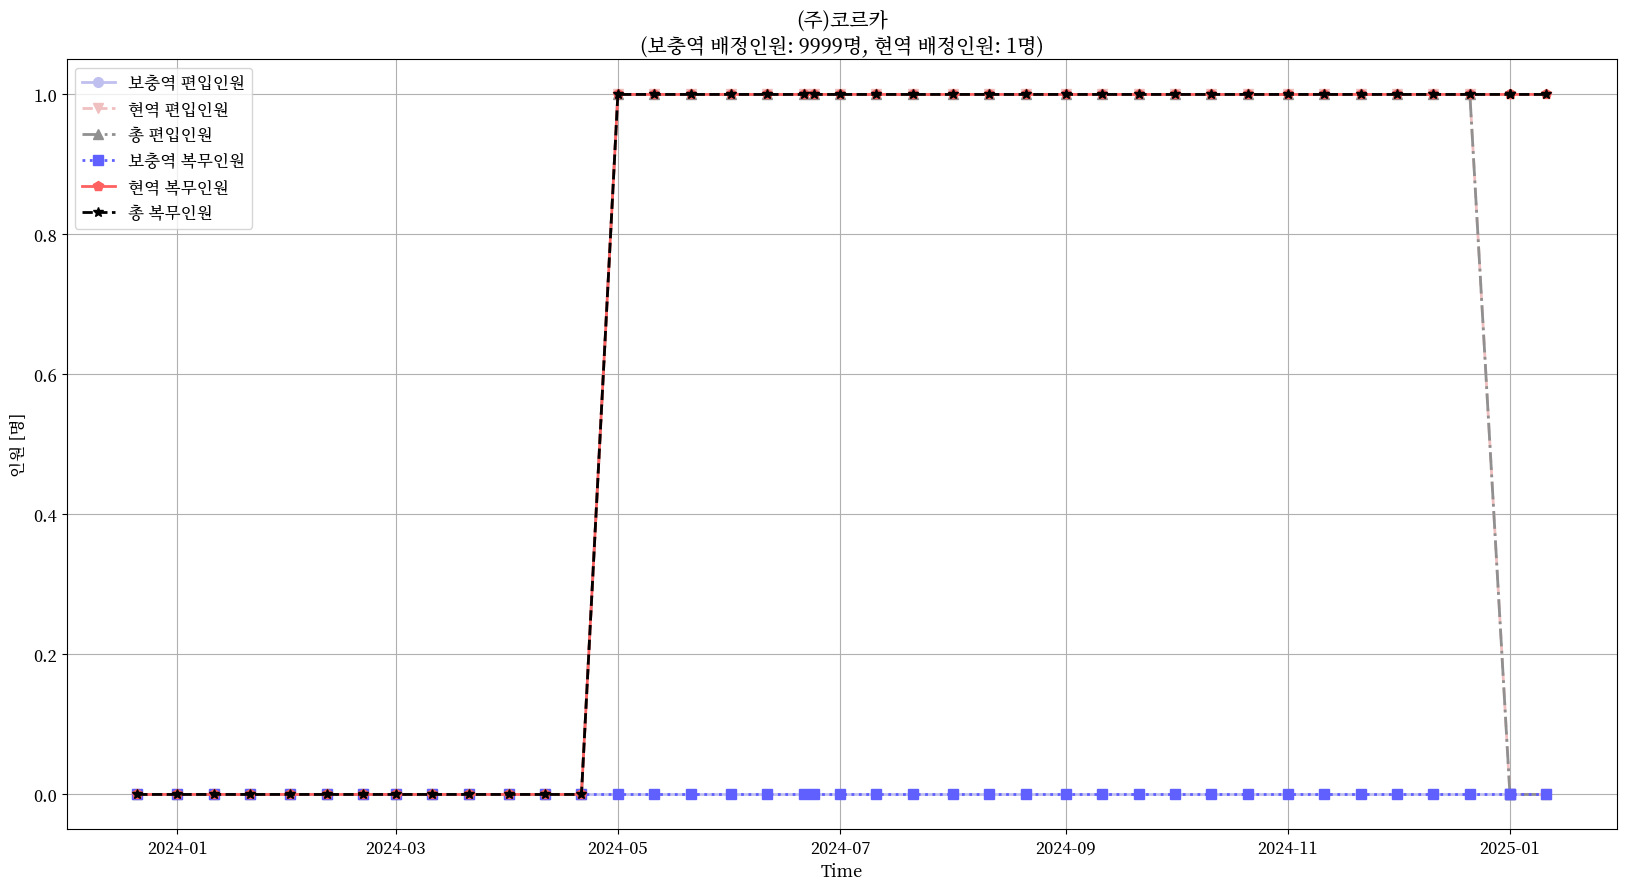 (주)코르카
(보충역 배정인원: 9999명, 현역 배정인원: 1명)
보충역 편입인원
현역 편입인원
총 편입인원
보충역 복무인원
현역 복무인원
총 복무인원
1.0
0.8
0.6
0.4
0.2
0.0
인원 [명]
2024-01
2024-03
2024-05
2024-07
2024-09
2024-11
2025-01
Time